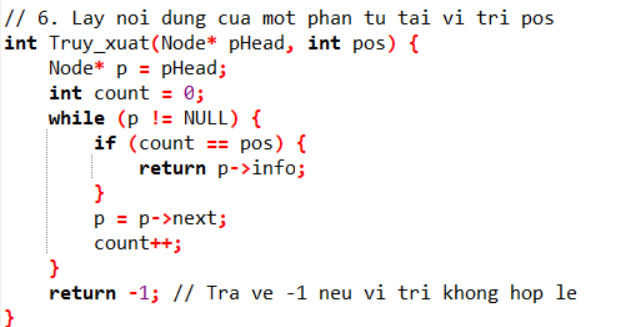 // 6. Lay noi dung cua mot phan tu tai vi tri pos
int Truy_xuat(Node* pHead, int pos) {
    Node* p = pHead;
    int count = 0;
    while (p != NULL) {
        if (count == pos) {
            return p->info;
        }
        p = p->next;
        count++;
    }
    return -1; // Tra ve -1 neu vi tri khong hop le
}